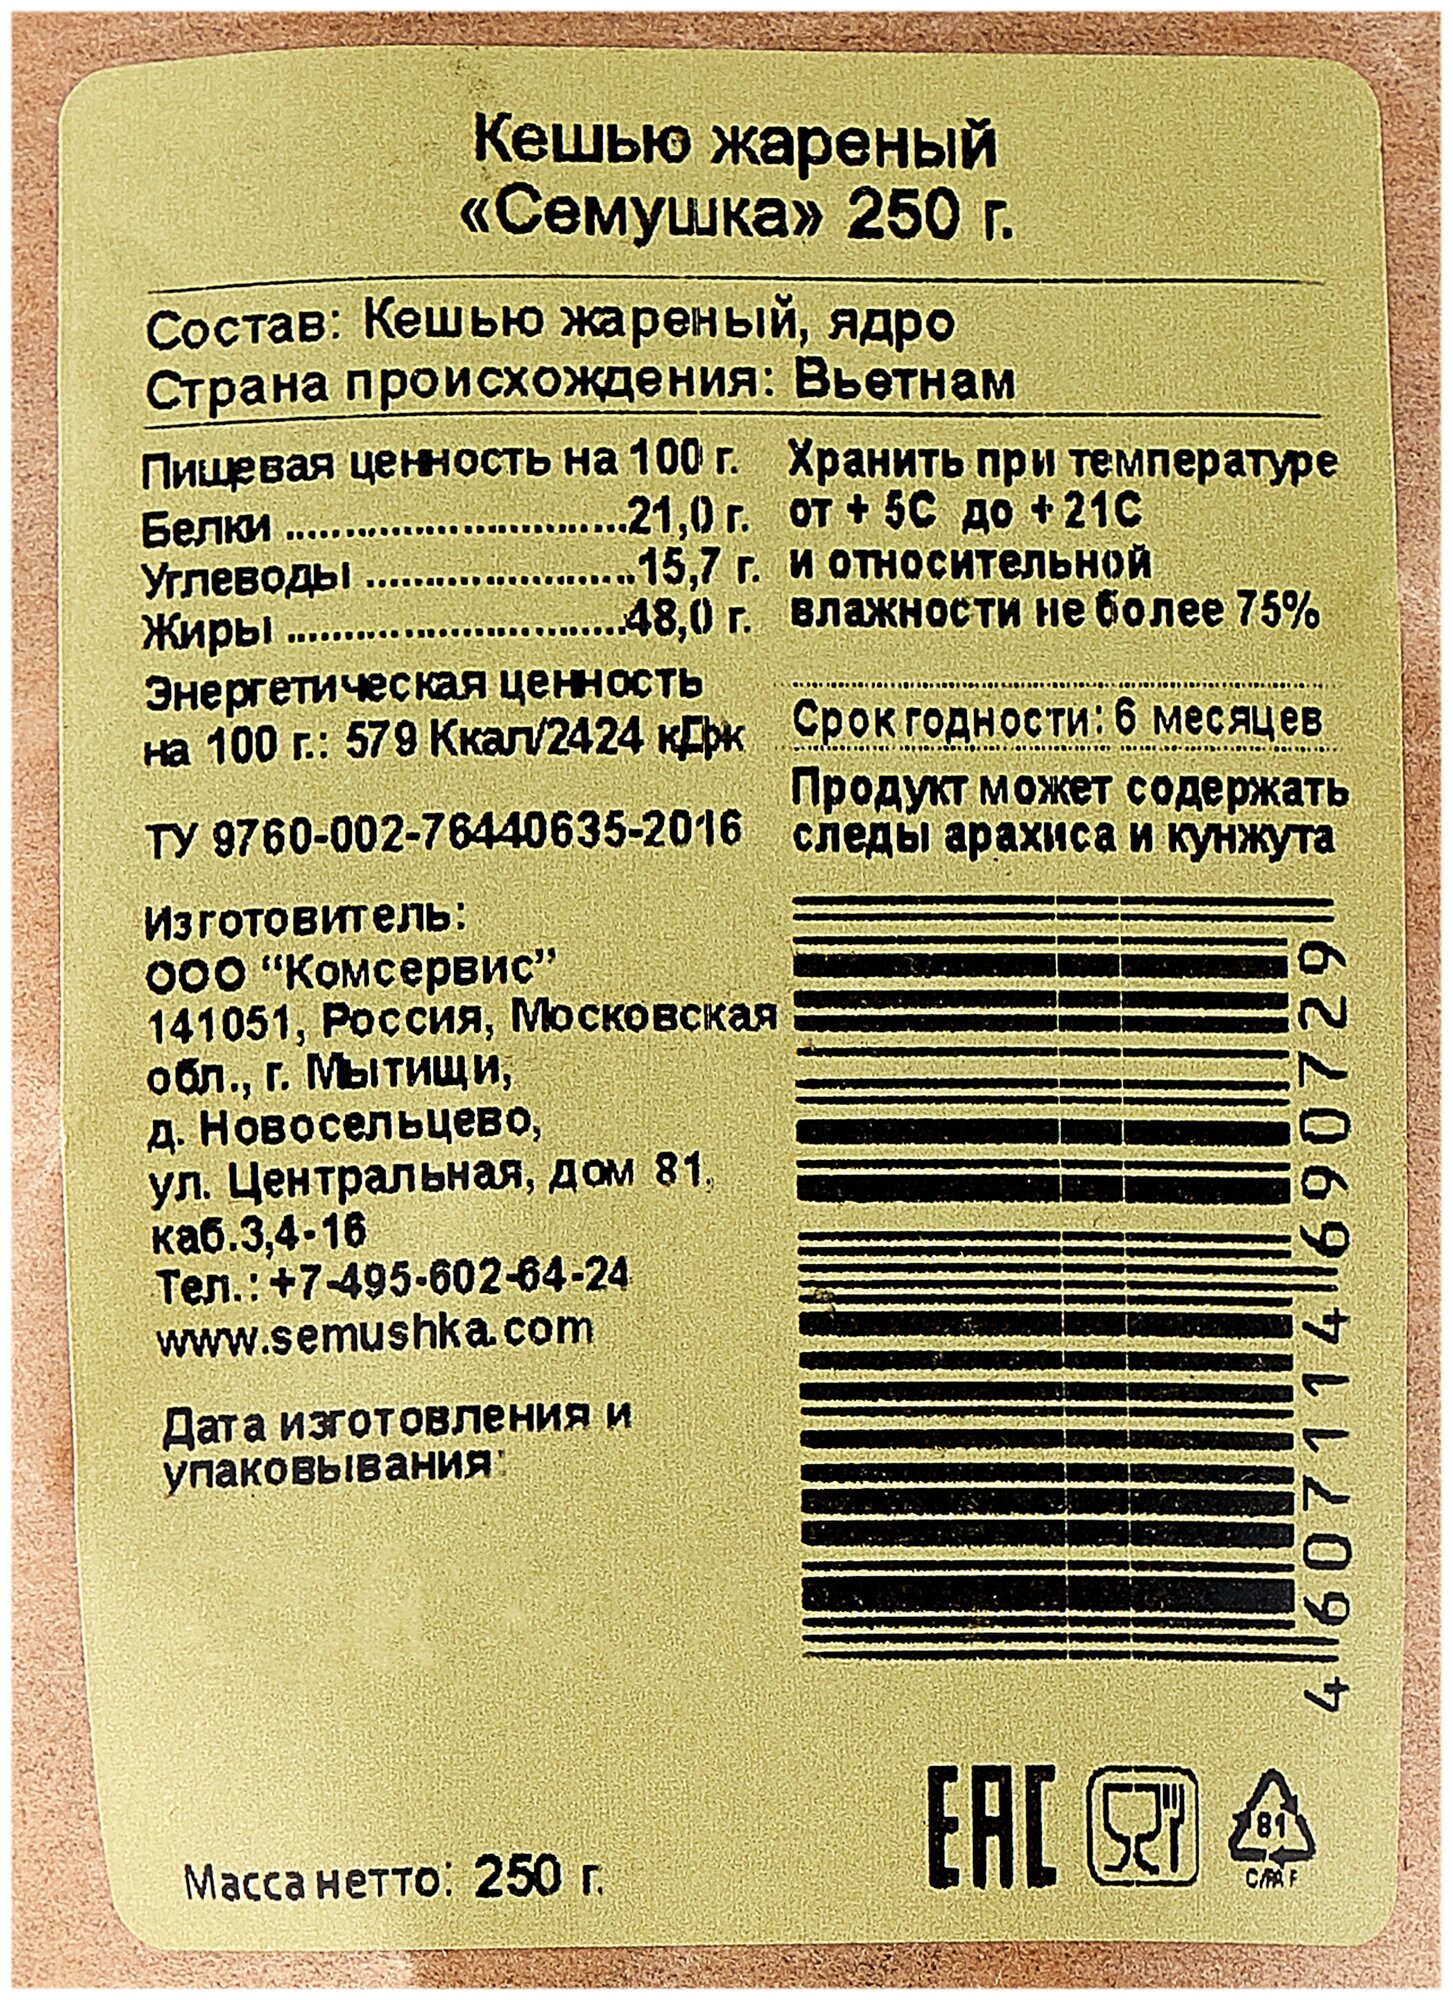 Кешью жареный
«Семушка» 250 г.
Состав: Кешью жареный, ядро
Страна происхождения: Вьетнам
Пищевая ценность на 100 г.
Белки .............................21,0 г.
Углеводы .......................15,7 г.
Жиры .............................48,0 г.
Энергетическая ценность
на 100 г.: 579 Ккал/2424 кДж
ТУ 9760-002-76440635-2016
Изготовитель:
ООО “Комсервис”
141051, Россия, Московская
обл., г. Мытищи,
д. Новосельцево,
ул. Центральная, дом 81,
каб.3,4-16
Тел.: +7-495-602-64-24
www.semushka.com
Дата изготовления и
упаковывания:
Масса нетто: 250 г.
Хранить при температуре
от + 5С до + 21С
и относительной
влажности не более 75%
Срок годности: 6 месяцев
Продукт может содержать
следы арахиса и кунжута
4 607114 690729
EAC
81
C/PAP